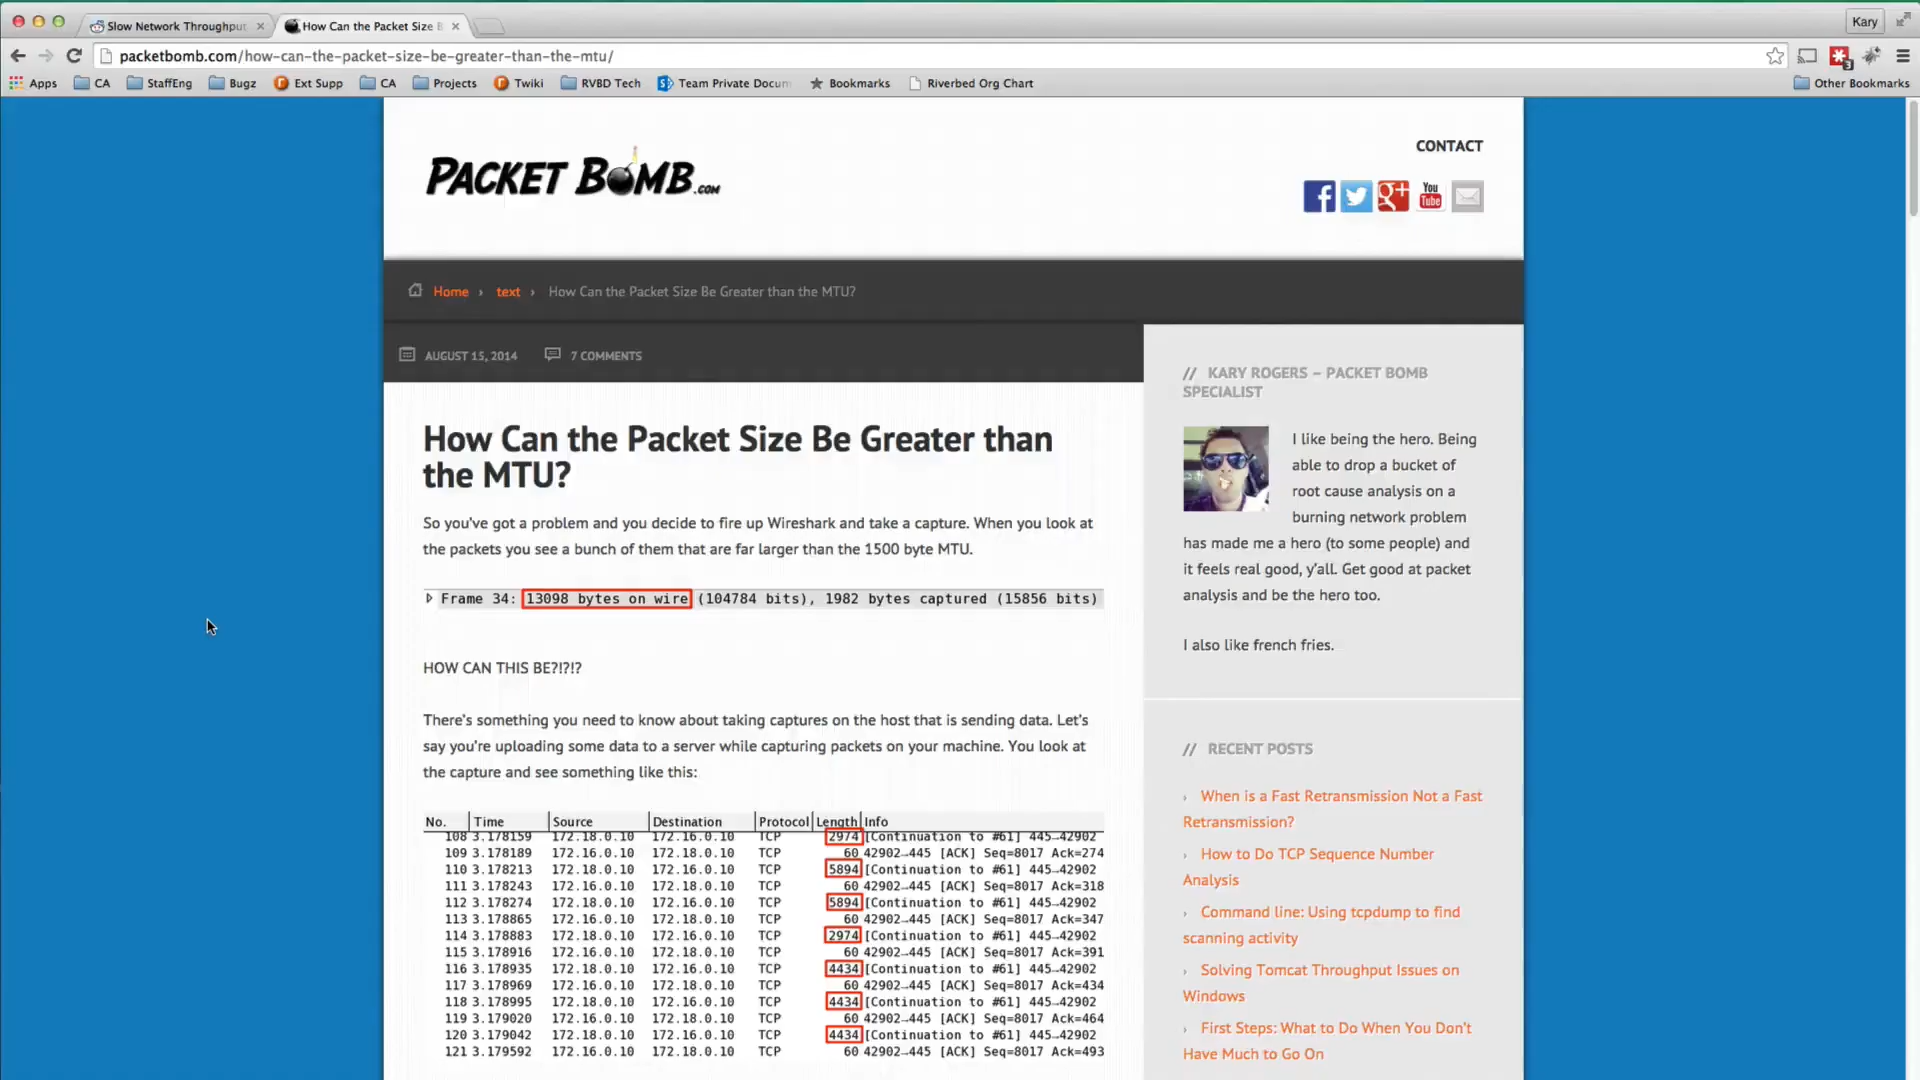 Slow Network Throughput
How Can the Packet Size B
Kary
packetbomb.com/how-can-the-packet-size-be-greater-than-the-mtu/
3
Apps CA StaffEng Bugz Ext Supp CA Projects Twiki RVBD Tech Team Private Docum Bookmarks Riverbed Org Chart Other Bookmarks
PACKET BOMB.COM
CONTACT
You Tube
Home › text › How Can the Packet Size Be Greater than the MTU?
AUGUST 15, 2014 7 COMMENTS
How Can the Packet Size Be Greater than
the MTU?
So you've got a problem and you decide to fire up Wireshark and take a capture. When you look at
the packets you see a bunch of them that are far larger than the 1500 byte MTU.
Frame 34: 13098 bytes on wire (104784 bits), 1982 bytes captured (15856 bits)
HOW CAN THIS BE?!?!?
There's something you need to know about taking captures on the host that is sending data. Let's
say you're uploading some data to a server while capturing packets on your machine. You look at
the capture and see something like this:
No. Time Source Destination Protocol Length Info
108 3.178159 172.18.0.10 172.16.0.10 TCP 2974 [Continuation to #61] 445→42902
109 3.178189 172.16.0.10 172.18.0.10 TCP 60 42902→445 [ACK] Seq=8017 Ack=274
110 3.178213 172.18.0.10 172.16.0.10 TCP 5894 [Continuation to #61] 445→42902
111 3.178243 172.16.0.10 172.18.0.10 TCP 60 42902→445 [ACK] Seq=8017 Ack=318
112 3.178274 172.18.0.10 172.16.0.10 TCP 5894 [Continuation to #61] 445→42902
113 3.178865 172.16.0.10 172.18.0.10 TCP 60 42902→445 [ACK] Seq=8017 Ack=347
114 3.178883 172.18.0.10 172.16.0.10 TCP 2974 [Continuation to #61] 445→42902
115 3.178916 172.16.0.10 172.18.0.10 TCP 60 42902→445 [ACK] Seq=8017 Ack=391
116 3.178935 172.18.0.10 172.16.0.10 TCP 4434 [Continuation to #61] 445→42902
117 3.178969 172.16.0.10 172.18.0.10 TCP 60 42902→445 [ACK] Seq=8017 Ack=434
118 3.178995 172.18.0.10 172.16.0.10 TCP 4434 [Continuation to #61] 445→42902
119 3.179020 172.16.0.10 172.18.0.10 TCP 60 42902→445 [ACK] Seq=8017 Ack=464
120 3.179042 172.18.0.10 172.16.0.10 TCP 4434 [Continuation to #61] 445→42902
121 3.179592 172.16.0.10 172.18.0.10 TCP 60 42902→445 [ACK] Seq=8017 Ack=493
// KARY ROGERS – PACKET BOMB
SPECIALIST
I like being the hero. Being
able to drop a bucket of
root cause analysis on a
burning network problem
has made me a hero (to some people) and
it feels real good, y'all. Get good at packet
analysis and be the hero too.
I also like french fries.
// RECENT POSTS
› When is a Fast Retransmission Not a Fast
Retransmission?
› How to Do TCP Sequence Number
Analysis
› Command line: Using tcpdump to find
scanning activity
› Solving Tomcat Throughput Issues on
Windows
› First Steps: What to Do When You Don't
Have Much to Go On